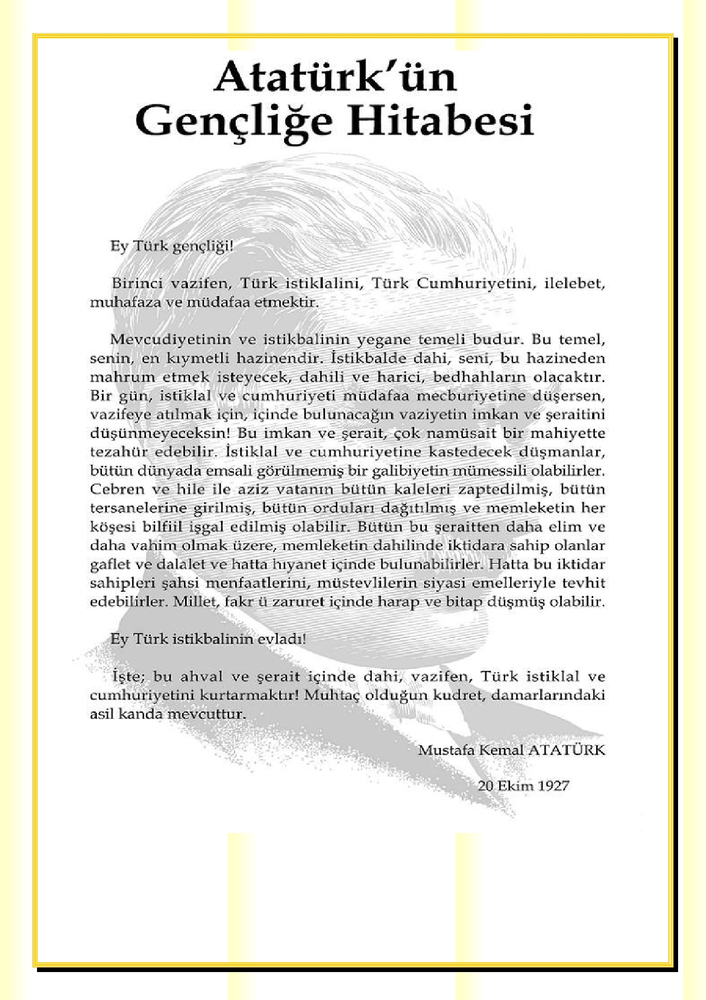 Atatürk’ün
Gençliğe Hitabesi
Ey Türk gençliği!
Birinci vazifen, Türk istiklalini, Türk Cumhuriyetini, ilelebet,
muhafaza ve müdafaa etmektir.
Mevcudiyetinin ve istikbalinin yegane temeli budur. Bu temel,
senin, en kıymetli hazinendir. İstikbalde dahi, seni, bu hazineden
mahrum etmek isteyecek, dahili ve harici, bedhahların olacaktır.
Bir gün, istiklal ve cumhuriyeti müdafaa mecburiyetine düşersen,
vazifeye atılmak için, içinde bulunacağın vaziyetin imkan ve şeraitini
düşünmeyeceksin! Bu imkan ve şerait, çok namüsait bir mahiyette
tezahür edebilir. İstiklal ve cumhuriyetine kastedecek düşmanlar,
bütün dünyada emsali görülmemiş bir galibiyetin mümessili olabilirler.
Cebren ve hile ile aziz vatanın bütün kaleleri zaptedilmiş, bütün
tersanelerine girilmiş, bütün orduları dağıtılmış ve memleketin her
köşesi bilfiil işgal edilmiş olabilir. Bütün bu şeraitten daha elim ve
daha vahim olmak üzere, memleketin dahilinde iktidara sahip olanlar
gaflet ve dalalet ve hatta hıyanet içinde bulunabilirler. Hatta bu iktidar
sahipleri şahsi menfaatlerini, müstevlilerin siyasi emelleriyle tevhit
edebilirler. Millet, fakr ü zaruret içinde harap ve bitap düşmüş olabilir.
Ey Türk istikbalinin evladı!
İşte; bu ahval ve şerait içinde dahi, vazifen, Türk istiklal ve
cumhuriyetini kurtarmaktır! Muhtaç olduğun kudret, damarlarındaki
asil kanda mevcuttur.
Mustafa Kemal ATATÜRK
20 Ekim 1927